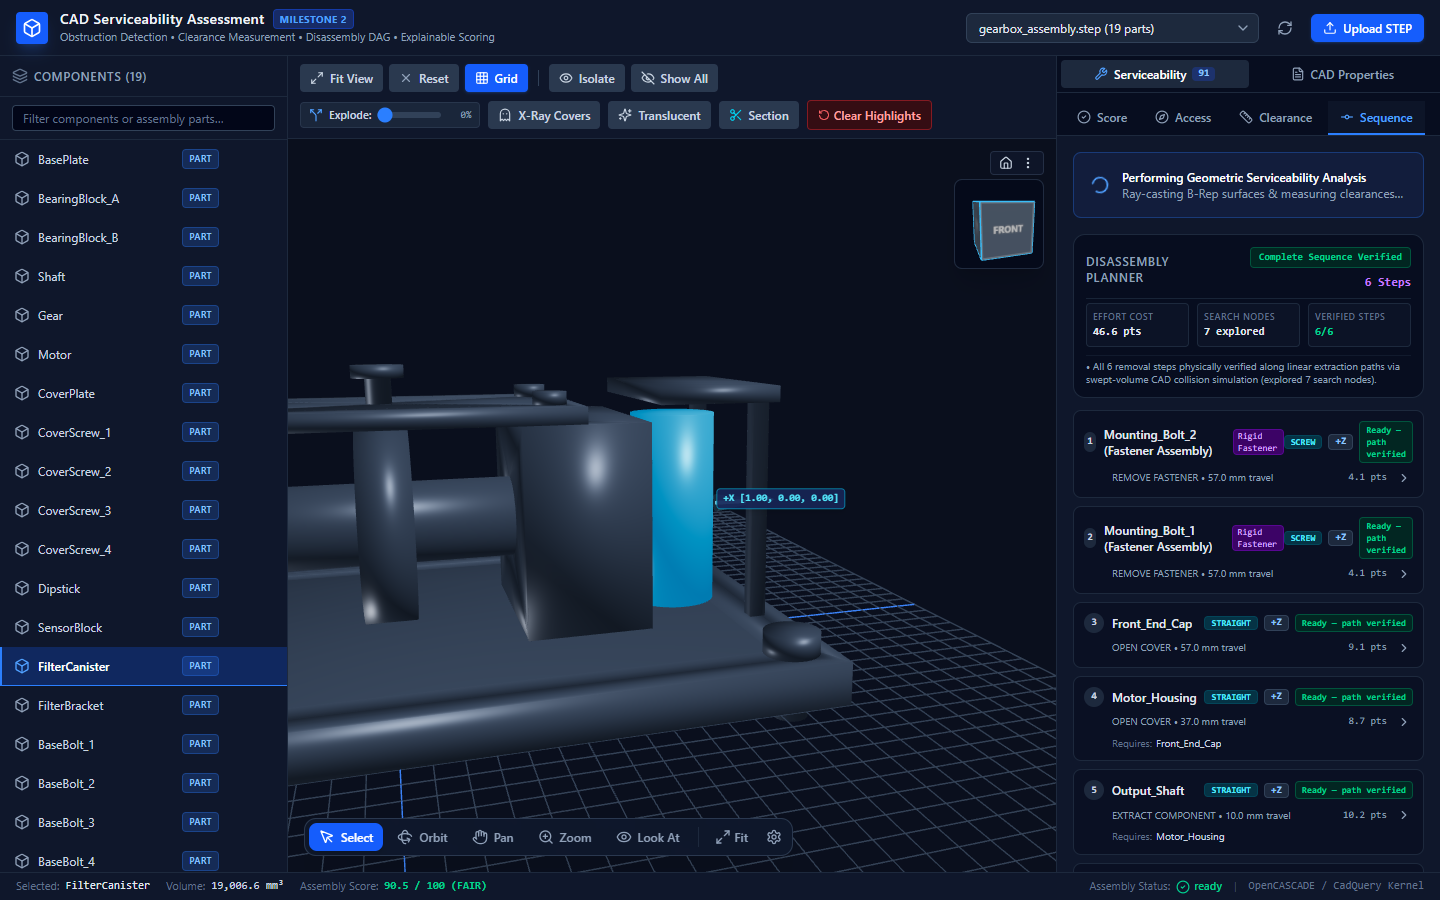 CAD Serviceability Assessment
MILESTONE 2
Obstruction Detection • Clearance Measurement • Disassembly DAG • Explainable Scoring
gearbox_assembly.step (19 parts)
Upload STEP
COMPONENTS (19)
Filter components or assembly parts...
BasePlate PART
BearingBlock_A PART
BearingBlock_B PART
Shaft PART
Gear PART
Motor PART
CoverPlate PART
CoverScrew_1 PART
CoverScrew_2 PART
CoverScrew_3 PART
CoverScrew_4 PART
Dipstick PART
SensorBlock PART
FilterCanister PART
FilterBracket PART
BaseBolt_1 PART
BaseBolt_2 PART
BaseBolt_3 PART
BaseBolt_4 PART
Fit View
Reset
Grid
Isolate
Show All
Explode: 0%
X-Ray Covers
Translucent
Section
Clear Highlights
FRONT
+X [1.00, 0.00, 0.00]
Select
Orbit
Pan
Zoom
Look At
Fit
Serviceability 91
CAD Properties
Score
Access
Clearance
Sequence
Performing Geometric Serviceability Analysis
Ray-casting B-Rep surfaces & measuring clearances...
DISASSEMBLY
PLANNER
Complete Sequence Verified
6 Steps
EFFORT COST
46.6 pts
SEARCH NODES
7 explored
VERIFIED STEPS
6/6
• All 6 removal steps physically verified along linear extraction paths via
swept-volume CAD collision simulation (explored 7 search nodes).
1
Mounting_Bolt_2
(Fastener Assembly)
Rigid
Fastener
SCREW
+Z
Ready —
path
verified
REMOVE FASTENER • 57.0 mm travel
4.1 pts
2
Mounting_Bolt_1
(Fastener Assembly)
Rigid
Fastener
SCREW
+Z
Ready —
path
verified
REMOVE FASTENER • 57.0 mm travel
4.1 pts
3
Front_End_Cap
STRAIGHT
+Z
Ready — path verified
OPEN COVER • 57.0 mm travel
9.1 pts
4
Motor_Housing
STRAIGHT
+Z
Ready — path verified
OPEN COVER • 37.0 mm travel
8.7 pts
Requires: Front_End_Cap
5
Output_Shaft
STRAIGHT
+Z
Ready — path verified
EXTRACT COMPONENT • 10.0 mm travel
10.2 pts
Requires: Motor_Housing
Selected: FilterCanister
Volume: 19,006.6 mm³
Assembly Score: 90.5 / 100 (FAIR)
Assembly Status: ready
|
OpenCASCADE / CadQuery Kernel